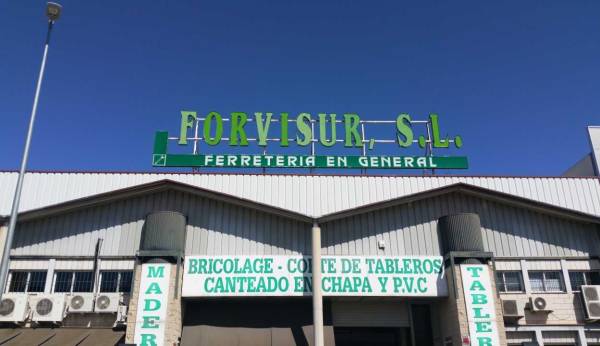 FORVISUR, S.L.
FERRETERIA EN GENERAL
BRICOLAGE - CORTE DE TABLEROS
CANTEADO EN CHAPA Y P.V.C
MADER
TABLER